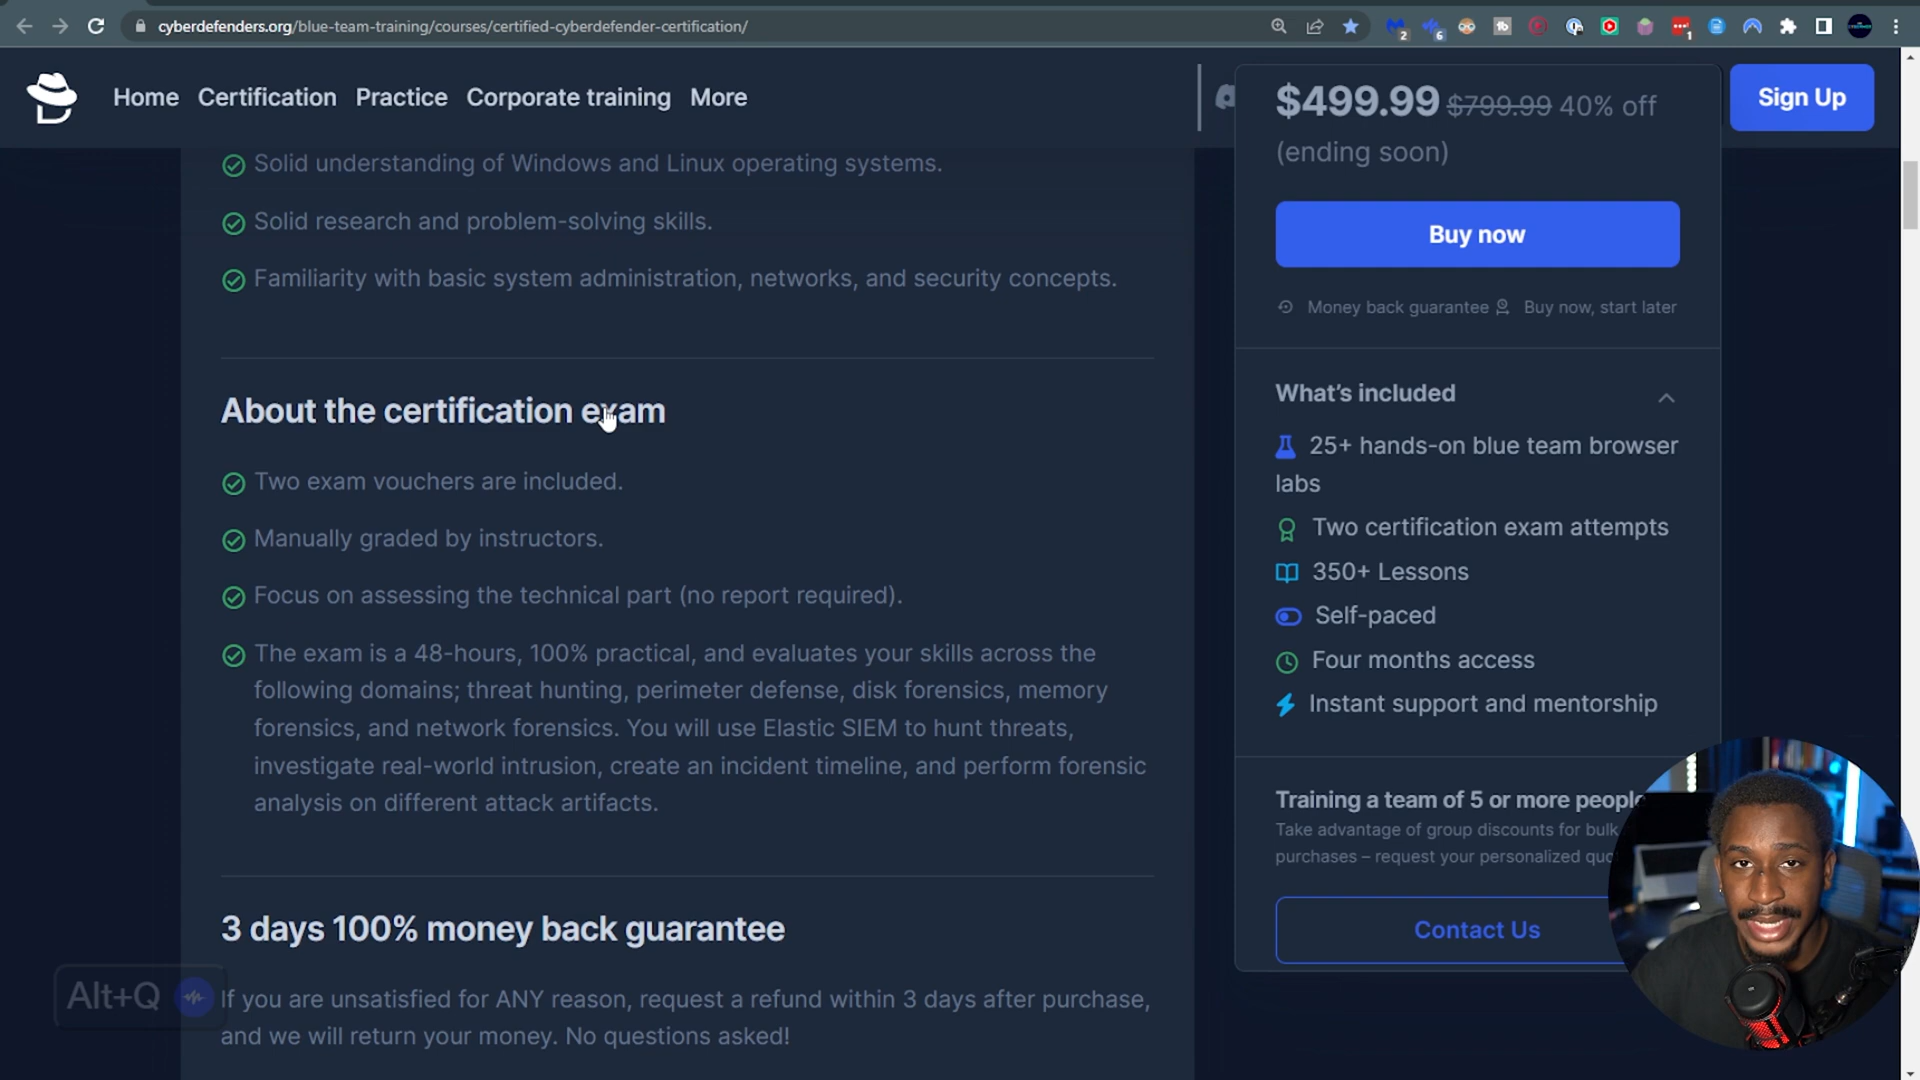 cyberdefenders.org/blue-team-training/courses/certified-cyberdefender-certification/
2
6
1
Home
Certification
Practice
Corporate training
More
Sign Up
Solid understanding of Windows and Linux operating systems.
Solid research and problem-solving skills.
Familiarity with basic system administration, networks, and security concepts.
About the certification exam
Two exam vouchers are included.
Manually graded by instructors.
Focus on assessing the technical part (no report required).
The exam is a 48-hours, 100% practical, and evaluates your skills across the
following domains; threat hunting, perimeter defense, disk forensics, memory
forensics, and network forensics. You will use Elastic SIEM to hunt threats,
investigate real-world intrusion, create an incident timeline, and perform forensic
analysis on different attack artifacts.
3 days 100% money back guarantee
If you are unsatisfied for ANY reason, request a refund within 3 days after purchase,
and we will return your money. No questions asked!
Alt+Q
$499.99 $799.99 40% off
(ending soon)
Buy now
Money back guarantee
Buy now, start later
What's included
25+ hands-on blue team browser
labs
Two certification exam attempts
350+ Lessons
Self-paced
Four months access
Instant support and mentorship
Training a team of 5 or more people
Take advantage of group discounts for bulk
purchases – request your personalized
Contact Us